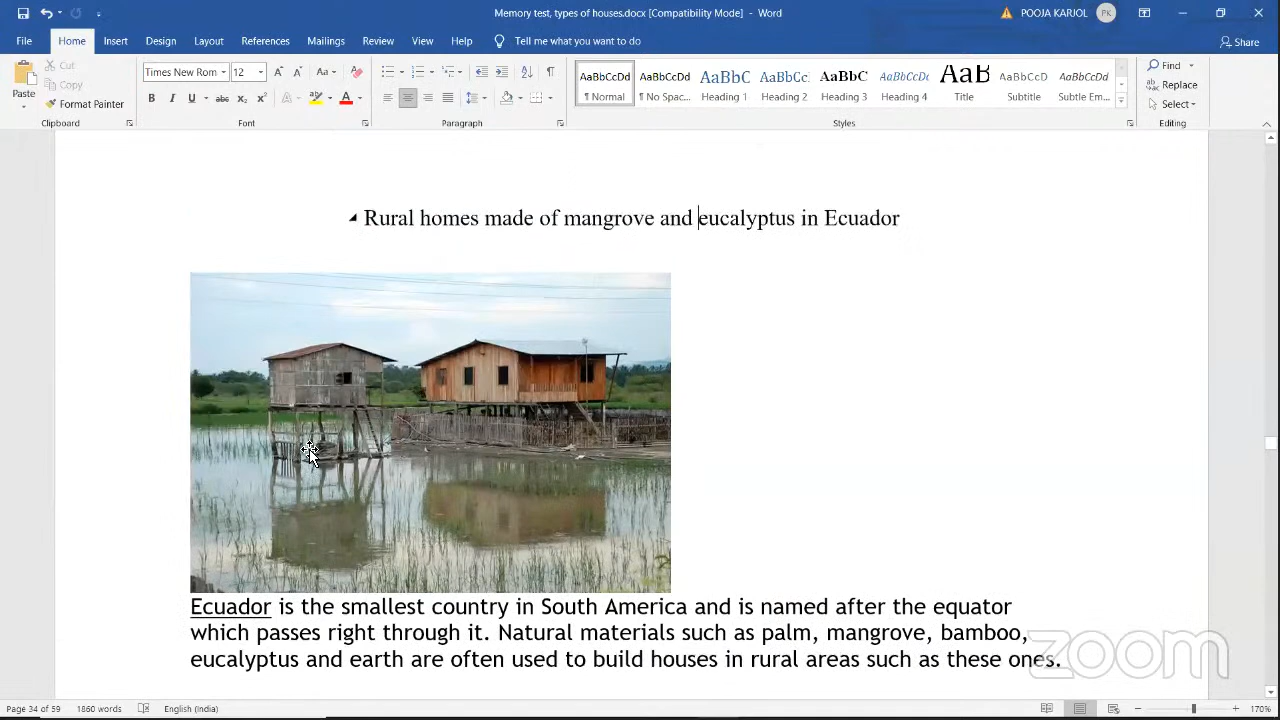 Memory test, types of houses.docx [Compatibility Mode] - Word
POOJA KARJOL
PK
File Home Insert Design Layout References Mailings Review View Help Tell me what you want to do
Share
Paste
Cut
Copy
Format Painter
Clipboard
Times New Rom 12
Font
Paragraph
AaBbCcDd AaBbCcDd AaBbC AaBbCc. AaBbC AaBbCcDc AaB AaBbCcD AaBbCcDd
¶ Normal ¶ No Spac... Heading 1 Heading 2 Heading 3 Heading 4 Title Subtitle Subtle Em...
Styles
Find
Replace
Select
Editing
Rural homes made of mangrove and eucalyptus in Ecuador
Ecuador is the smallest country in South America and is named after the equator
which passes right through it. Natural materials such as palm, mangrove, bamboo,
eucalyptus and earth are often used to build houses in rural areas such as these ones.
zoom
Page 34 of 59 1860 words English (India)
170%